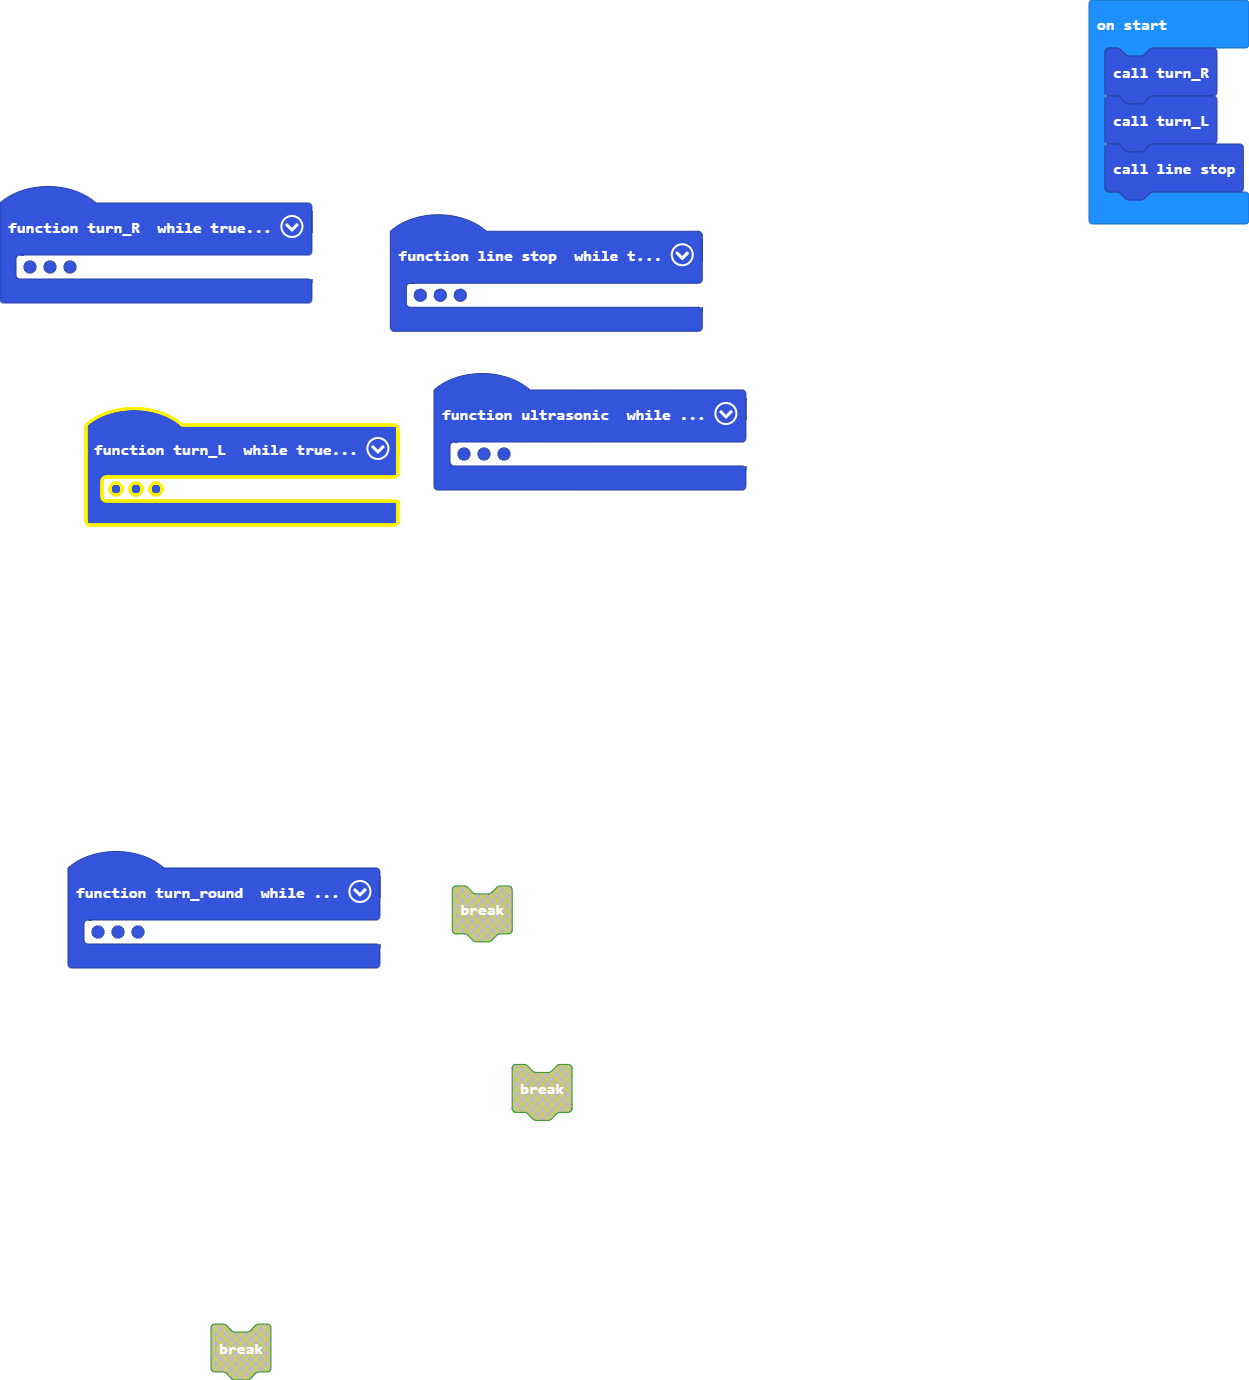 on start
call turn_R
call turn_L
call line stop
function turn_R  while true...
function line stop  while t...
function ultrasonic  while ...
function turn_L  while true...
function turn_round  while ...
break
break
break